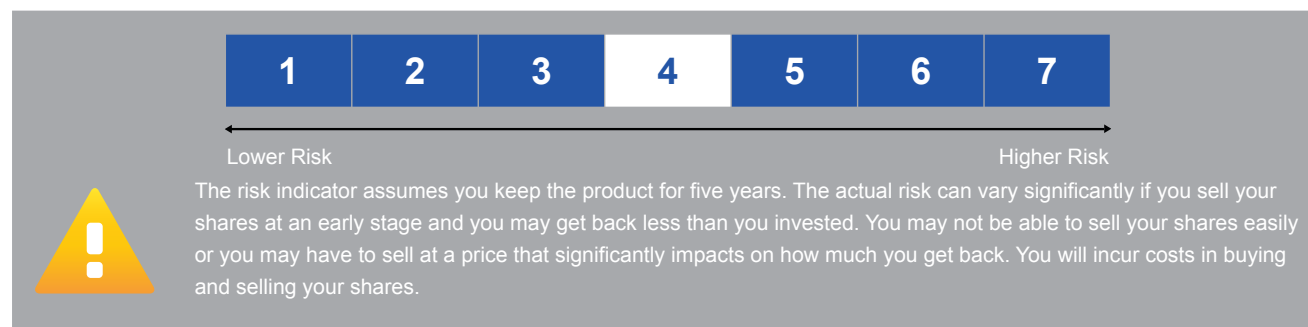 1 2 3 4 5 6 7
Lower Risk Higher Risk
The risk indicator assumes you keep the product for five years. The actual risk can vary significantly if you sell your
shares at an early stage and you may get back less than you invested. You may not be able to sell your shares easily
or you may have to sell at a price that significantly impacts on how much you get back. You will incur costs in buying
and selling your shares.